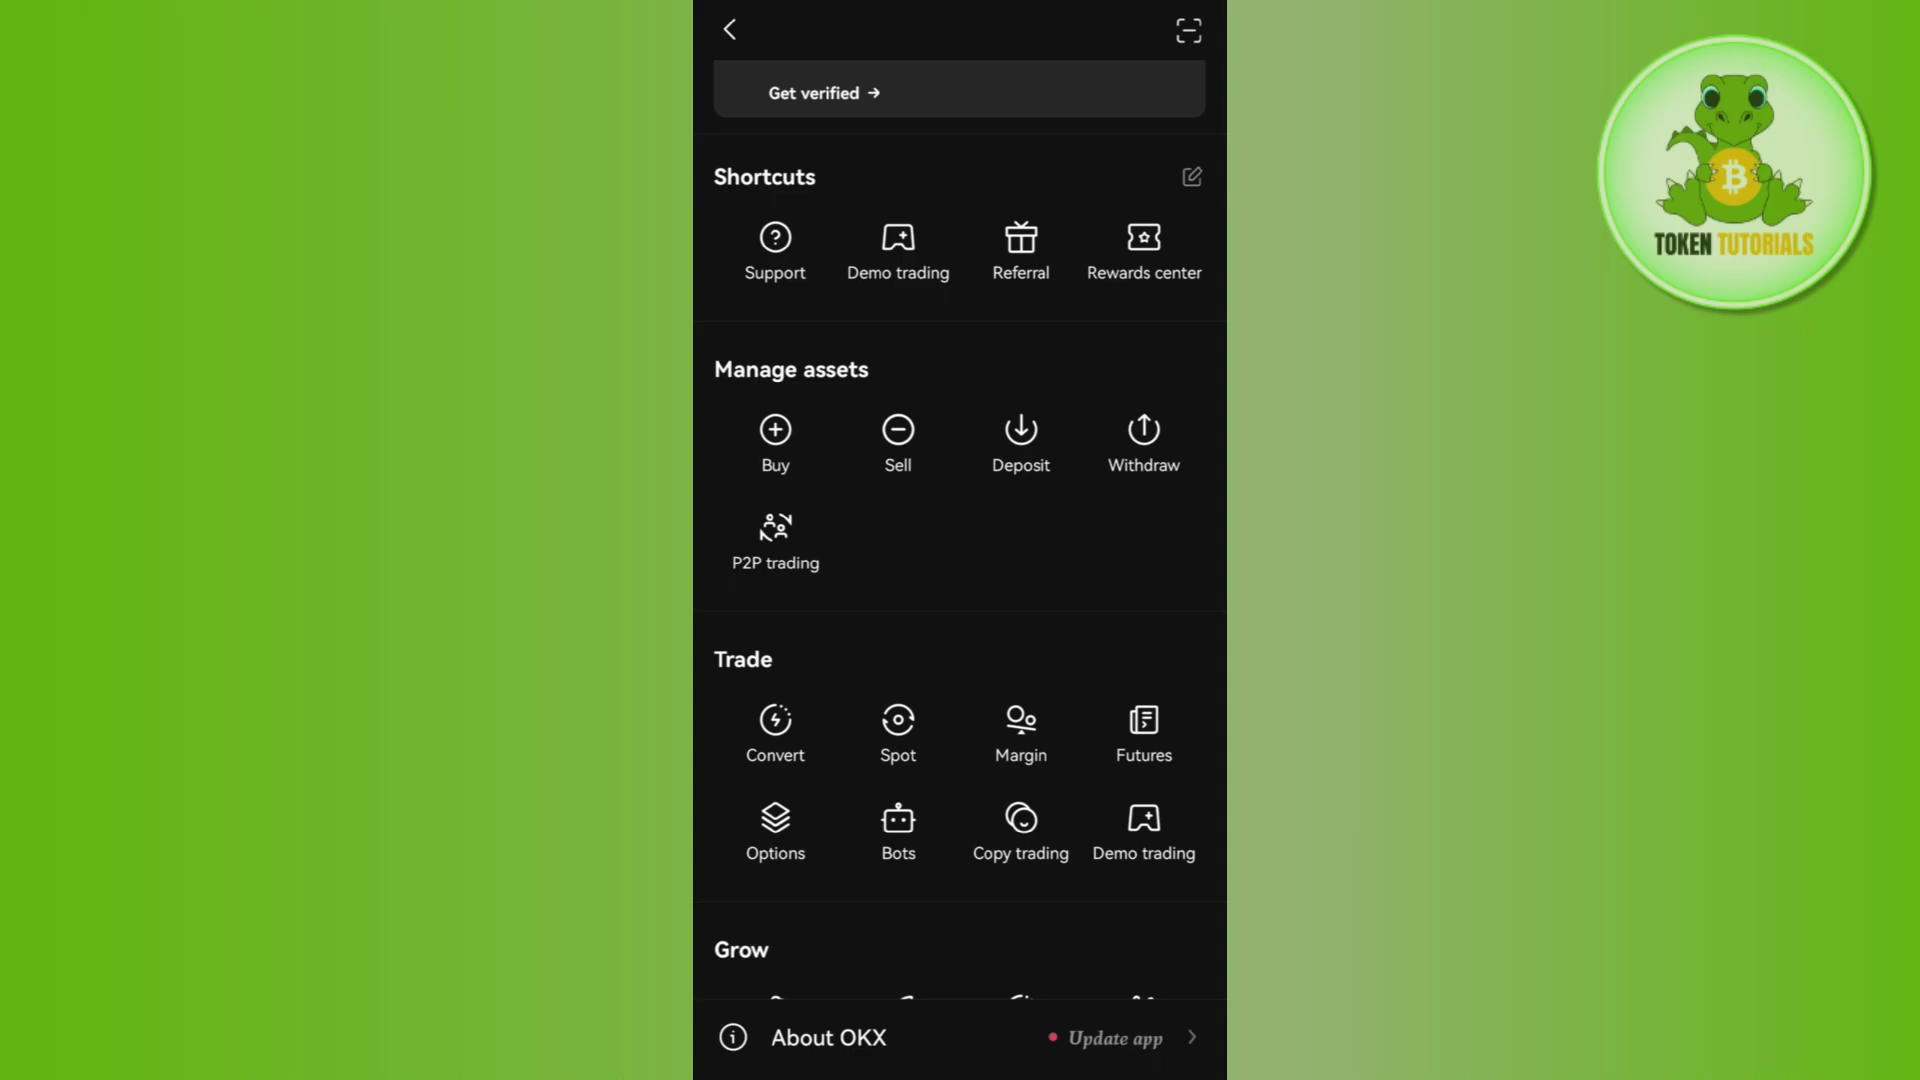 Get verified →
Shortcuts
Support Demo trading Referral Rewards center
Manage assets
Buy Sell Deposit Withdraw
P2P trading
Trade
Convert Spot Margin Futures
Options Bots Copy trading Demo trading
Grow
About OKX Update app
TOKEN TUTORIALS